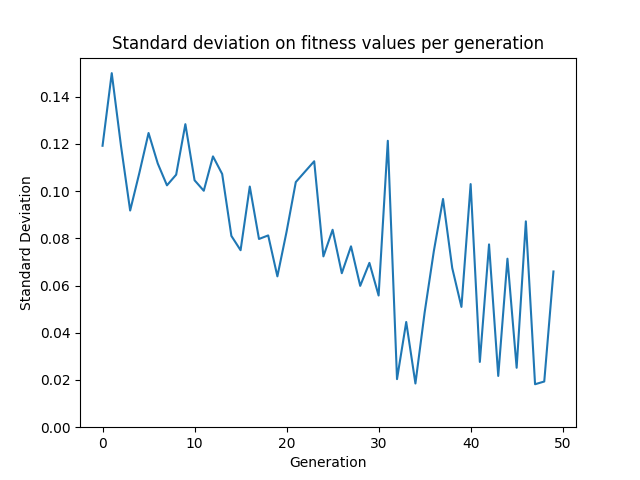 Standard deviation on fitness values per generation
0.14
0.12
0.10
0.08
0.06
0.04
0.02
0.00
Standard Deviation
0 10 20 30 40 50
Generation